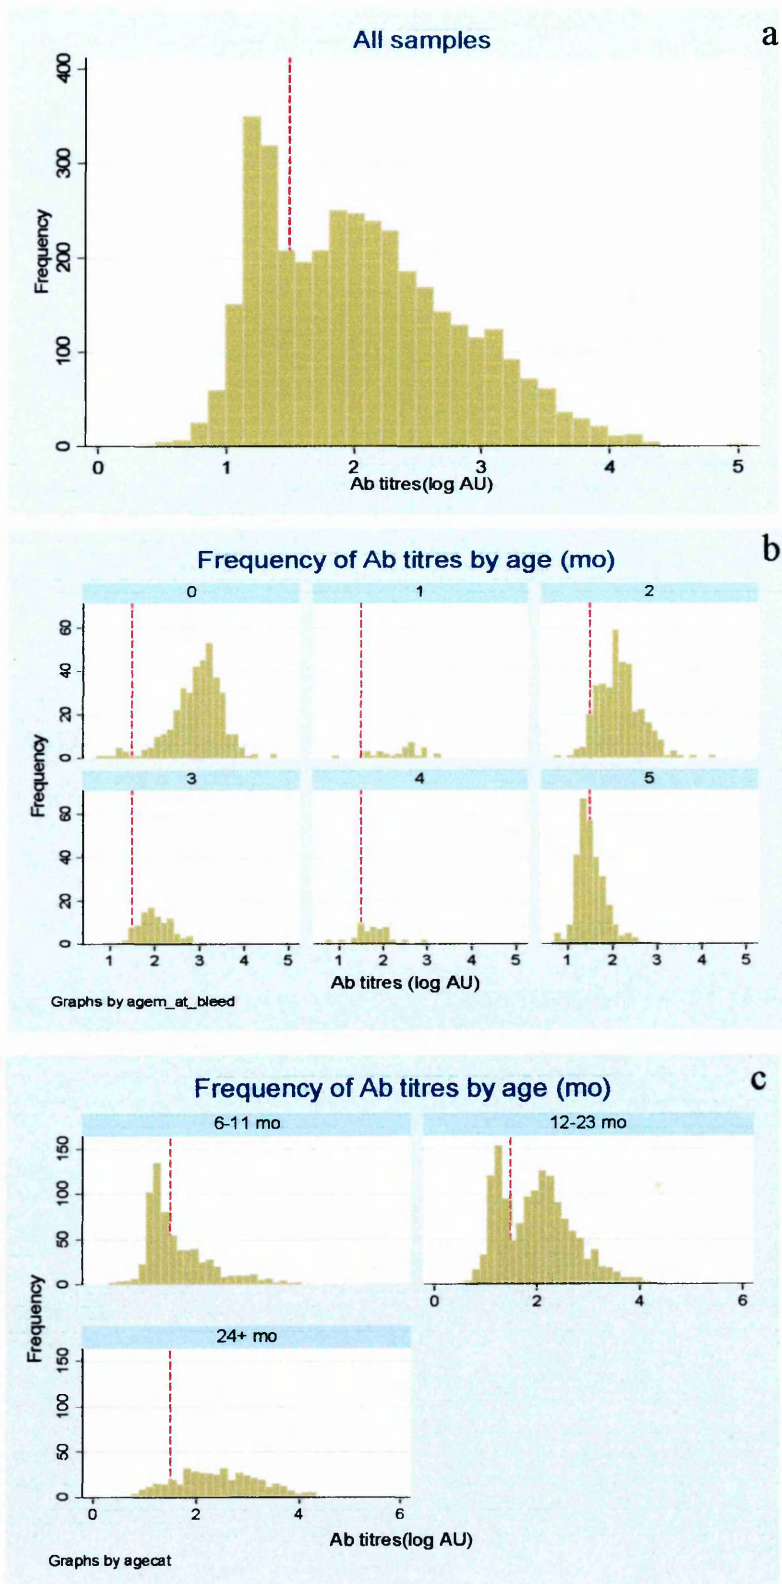 All samples
a
400
300
200
100
0
Frequency
0 1 2 3 4 5
Ab titres(log AU)
b
Frequency of Ab titres by age (mo)
0 1 2
60
40
20
0
3 4 5
60
40
20
0
Frequency
1 2 3 4 5 1 2 3 4 5 1 2 3 4 5
Ab titres (log AU)
Graphs by agem_at_bleed
c
Frequency of Ab titres by age (mo)
6-11 mo 12-23 mo
150
100
50
0
0 2 4 6
24+ mo
150
100
50
0
Frequency
0 2 4 6
Ab titres(log AU)
Graphs by agecat